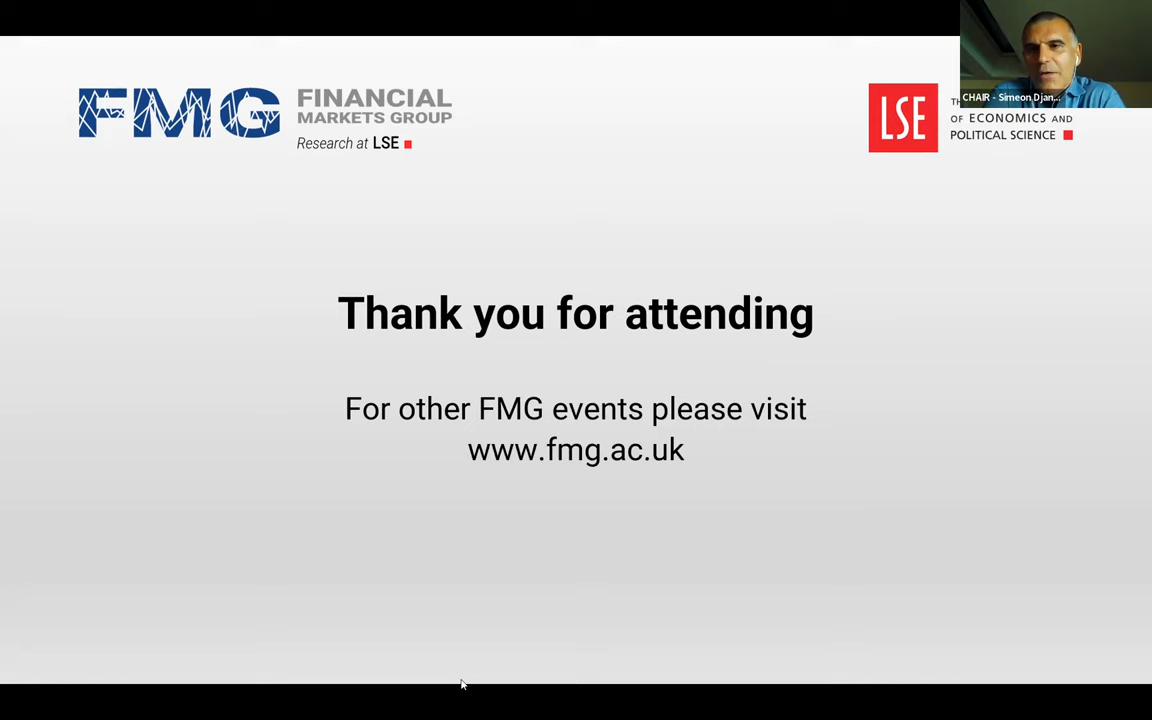 FMG
FINANCIAL
MARKETS GROUP
Research at LSE
CHAIR - Simeon Djan...
LSE
OF ECONOMICS AND
POLITICAL SCIENCE
Thank you for attending
For other FMG events please visit
www.fmg.ac.uk